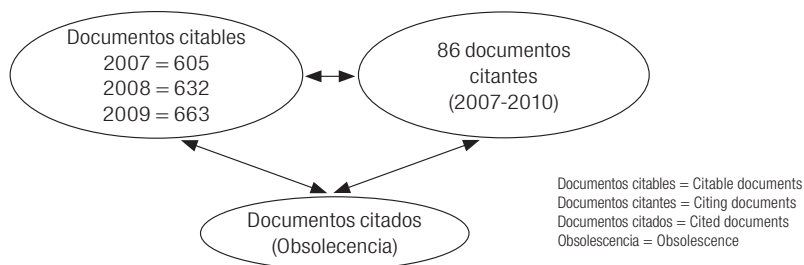 Documentos citables
2007 = 605
2008 = 632
2009 = 663
86 documentos
citantes
(2007-2010)
Documentos citados
(Obsolecencia)
Documentos citables = Citable documents
Documentos citantes = Citing documents
Documentos citados = Cited documents
Obsolescencia = Obsolescence